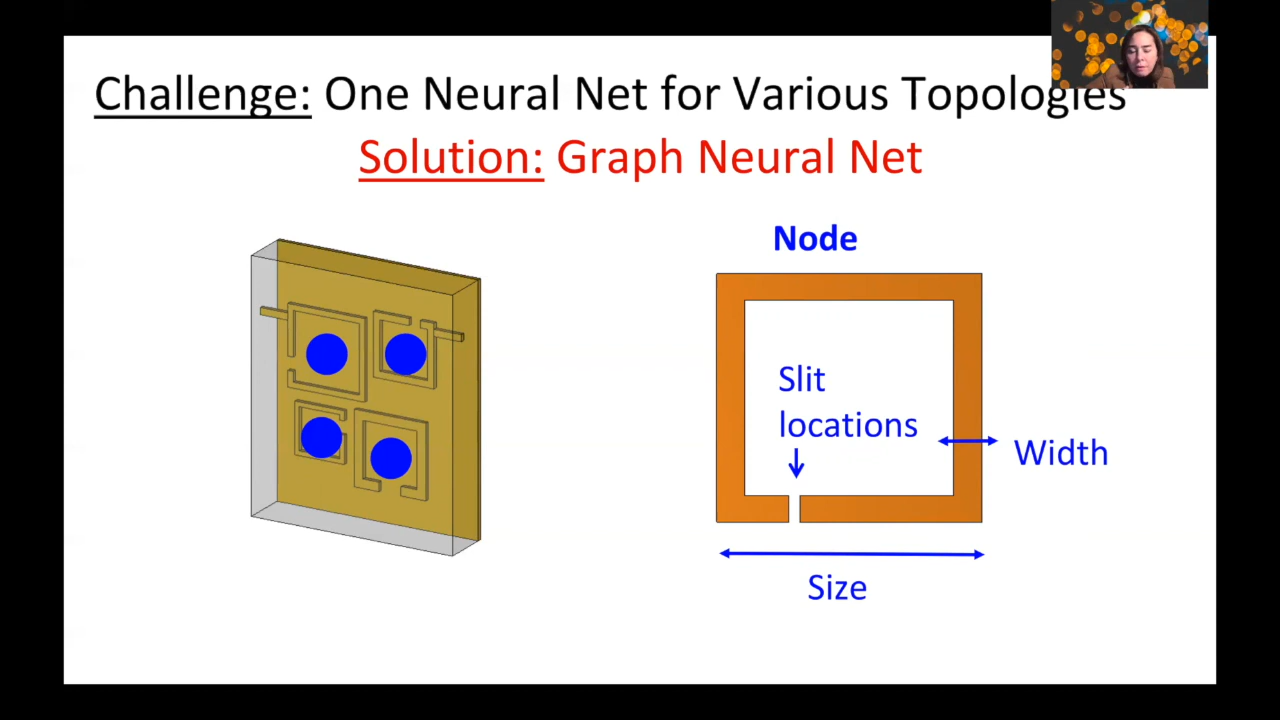 Challenge: One Neural Net for Various Topologies
Solution: Graph Neural Net
Node
Slit
locations
Width
Size